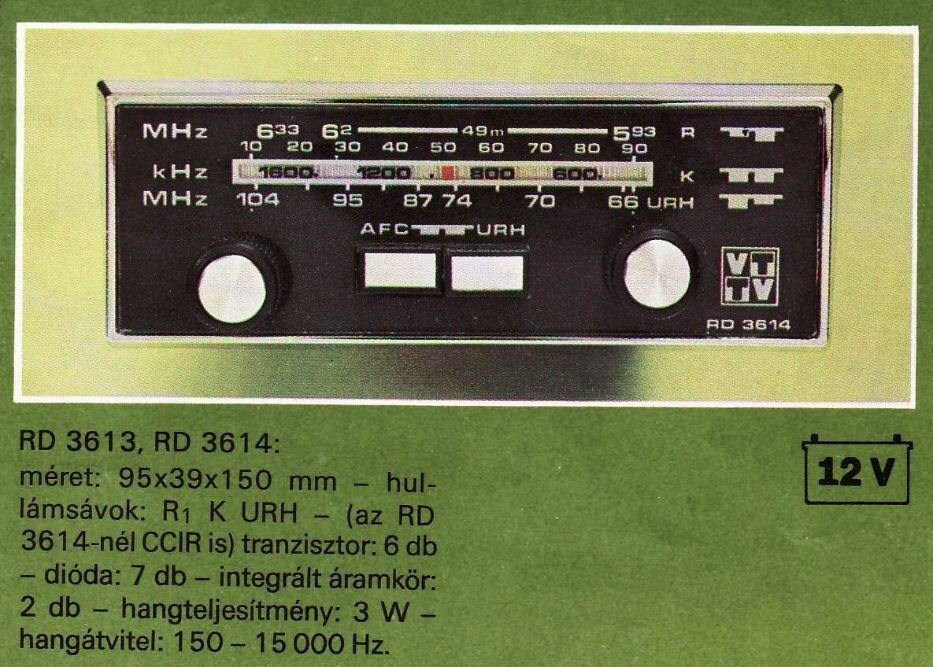 MHz 6³³ 6² 49m 5⁹³ R
10 20 30 40 50 60 70 80 90
kHz 1600 1200 800 600 K
MHz 104 95 87 74 70 66 URH
AFC URH
VT
TV
RD 3614
RD 3613, RD 3614:
méret: 95x39x150 mm – hul-
lámsávok: R₁ K URH – (az RD
3614-nél CCIR is) tranzisztor: 6 db
– dióda: 7 db – integrált áramkör:
2 db – hangteljesítmény: 3 W –
hangátvitel: 150 – 15 000 Hz.
12 V